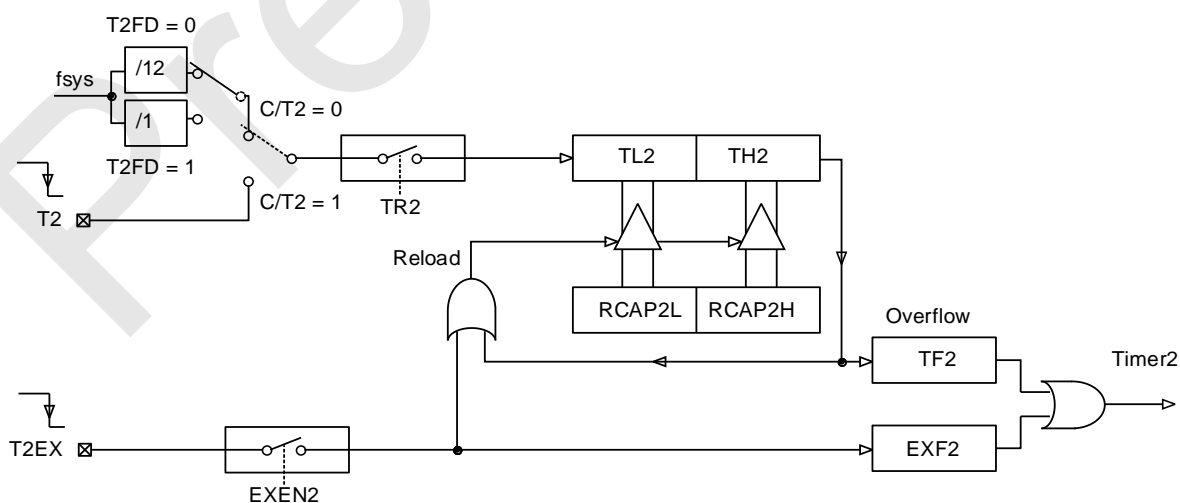 T2FD = 0
/12
fsys
C/T2 = 0
/1
T2FD = 1
TL2
TH2
T2
C/T2 = 1
TR2
Reload
RCAP2L
RCAP2H
Overflow
TF2
Timer2
T2EX
EXF2
EXEN2
Pre